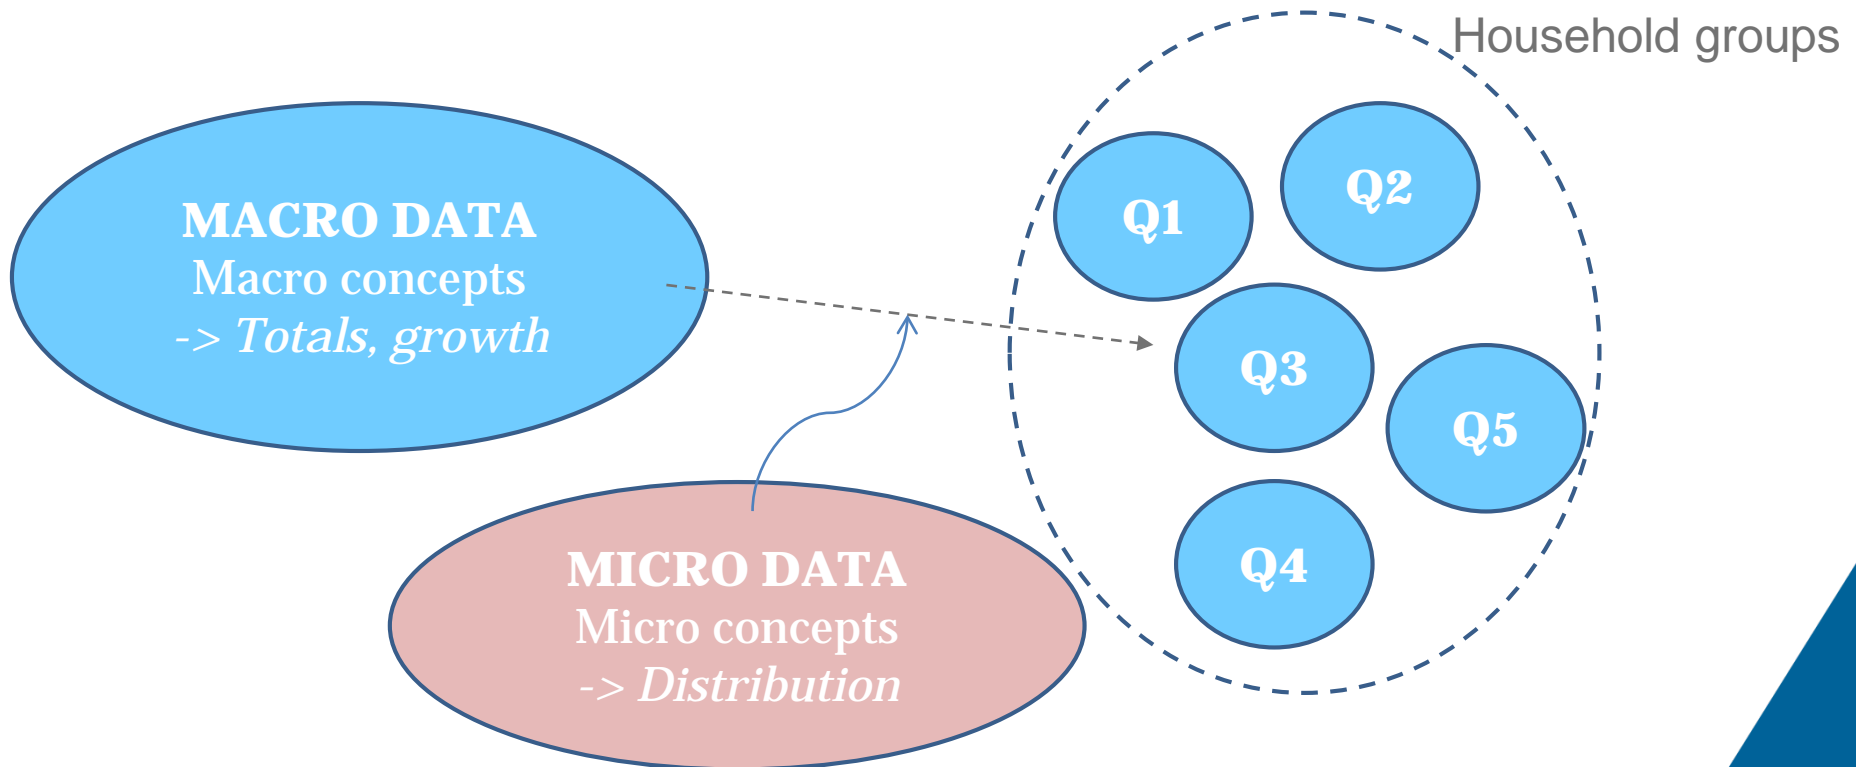 Household groups
MACRO DATA
Macro concepts
-> Totals, growth
Q1
Q2
Q3
Q5
Q4
MICRO DATA
Micro concepts
-> Distribution